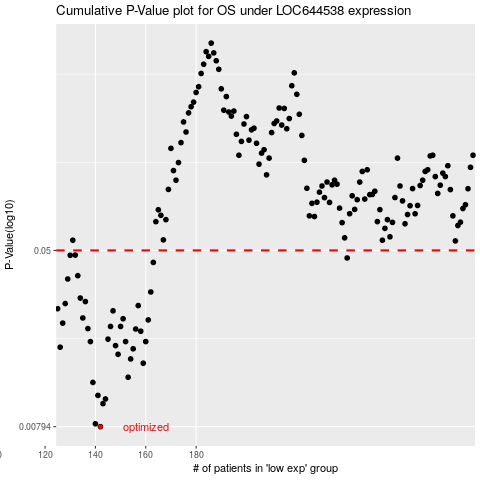 Cumulative P-Value plot for OS under LOC644538 expression
P-Value(log10)
0.05
0.00794
optimized
0 120 140 160 180
# of patients in 'low exp' group